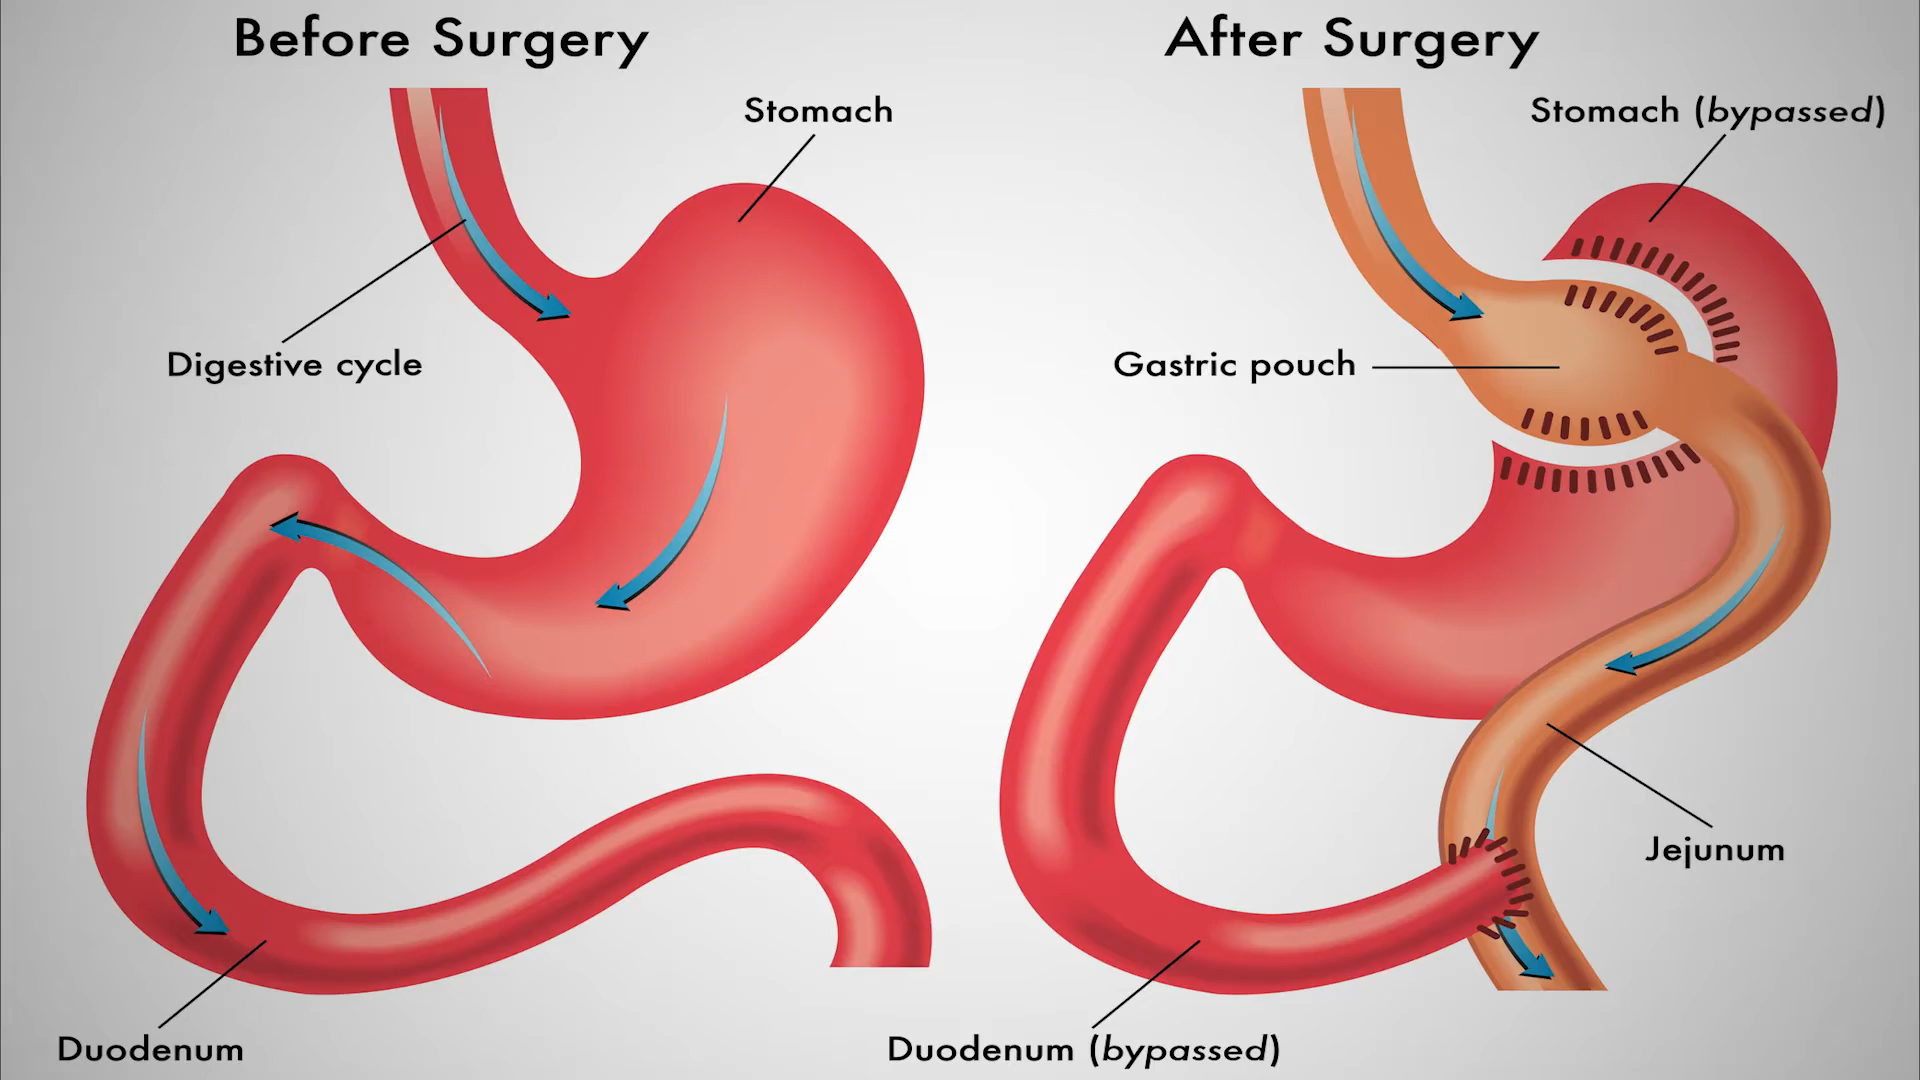 Before Surgery
After Surgery
Stomach
Stomach (bypassed)
Digestive cycle
Gastric pouch
Jejunum
Duodenum
Duodenum (bypassed)